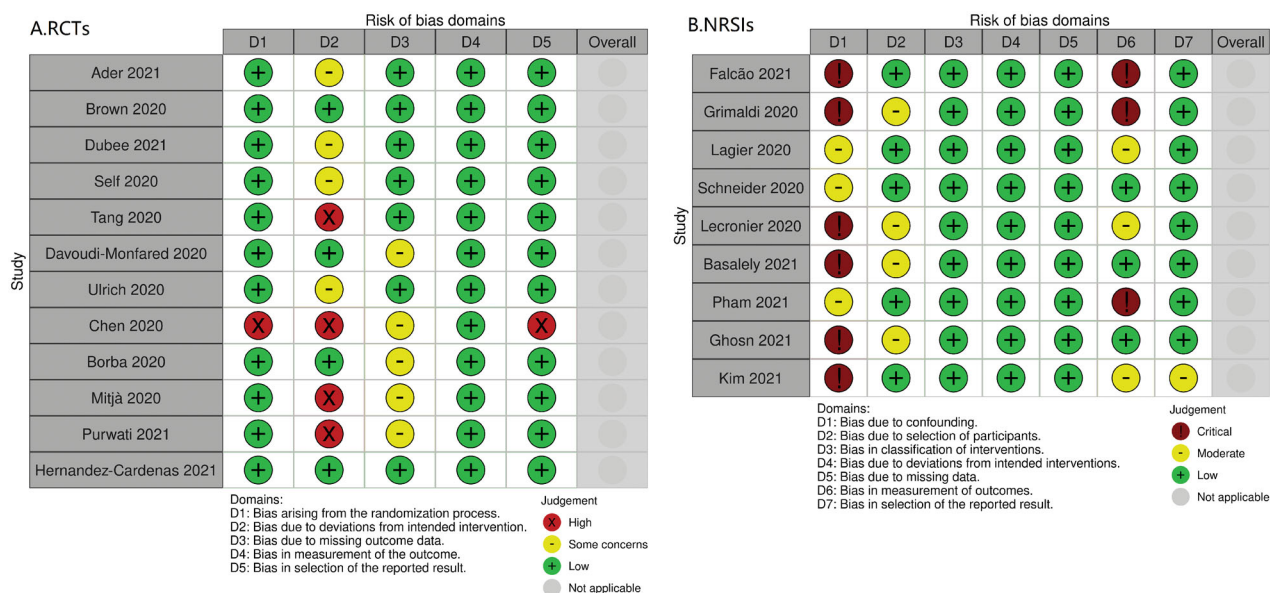 A.RCTs
Risk of bias domains
D1 D2 D3 D4 D5 Overall
Study
Ader 2021 + - + + +
Brown 2020 + + + + +
Dubee 2021 + - + + +
Self 2020 + - + + +
Tang 2020 + X + + +
Davoudi-Monfared 2020 + + - + +
Ulrich 2020 + - + + +
Chen 2020 X X - + X
Borba 2020 + + - + +
Mitjà 2020 + X - + +
Purwati 2021 + X - + +
Hernandez-Cardenas 2021 + + + + +
Domains:
D1: Bias arising from the randomization process.
D2: Bias due to deviations from intended intervention.
D3: Bias due to missing outcome data.
D4: Bias in measurement of the outcome.
D5: Bias in selection of the reported result.
Judgement
X High
- Some concerns
+ Low
Not applicable
B.NRSIs
Risk of bias domains
D1 D2 D3 D4 D5 D6 D7 Overall
Study
Falcão 2021 ! + + + + ! +
Grimaldi 2020 ! - + + + ! +
Lagier 2020 - + + + + - +
Schneider 2020 - + + + + + +
Lecronier 2020 ! - + + + - +
Basalely 2021 ! - + + + + +
Pham 2021 - + + + + ! +
Ghosn 2021 ! - + + + + +
Kim 2021 ! + + + + - -
Domains:
D1: Bias due to confounding.
D2: Bias due to selection of participants.
D3: Bias in classification of interventions.
D4: Bias due to deviations from intended interventions.
D5: Bias due to missing data.
D6: Bias in measurement of outcomes.
D7: Bias in selection of the reported result.
Judgement
! Critical
- Moderate
+ Low
Not applicable